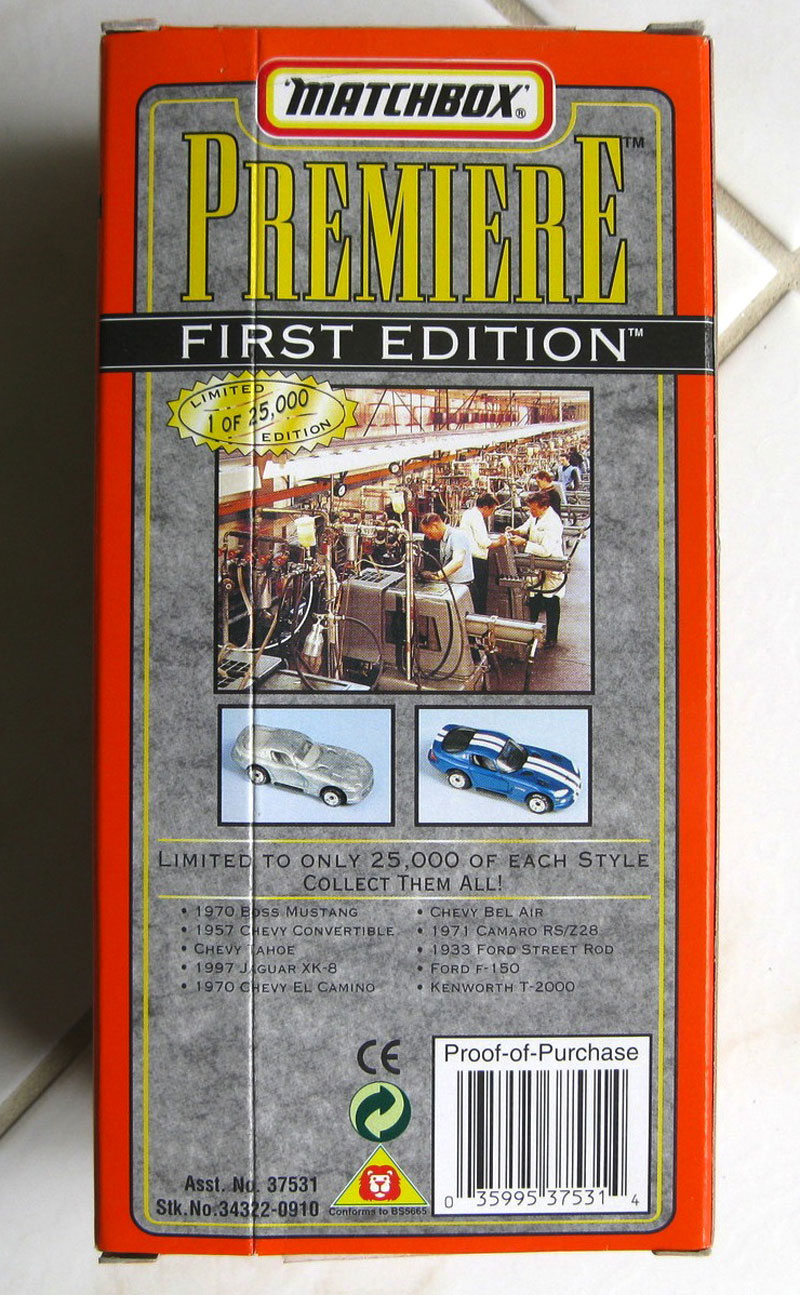 'MATCHBOX'®
PREMIERE™
FIRST EDITION™
LIMITED
1 OF 25,000
EDITION
LIMITED TO ONLY 25,000 OF EACH STYLE
COLLECT THEM ALL!
• 1970 BOSS MUSTANG
• 1957 CHEVY CONVERTIBLE
• CHEVY TAHOE
• 1997 JAGUAR XK-8
• 1970 CHEVY EL CAMINO
• CHEVY BEL AIR
• 1971 CAMARO RS/Z28
• 1933 FORD STREET ROD
• FORD F-150
• KENWORTH T-2000
CE
Proof-of-Purchase
0 35995 37531 4
Asst. No. 37531
Stk.No.34322-0910
Conforms to BS5665